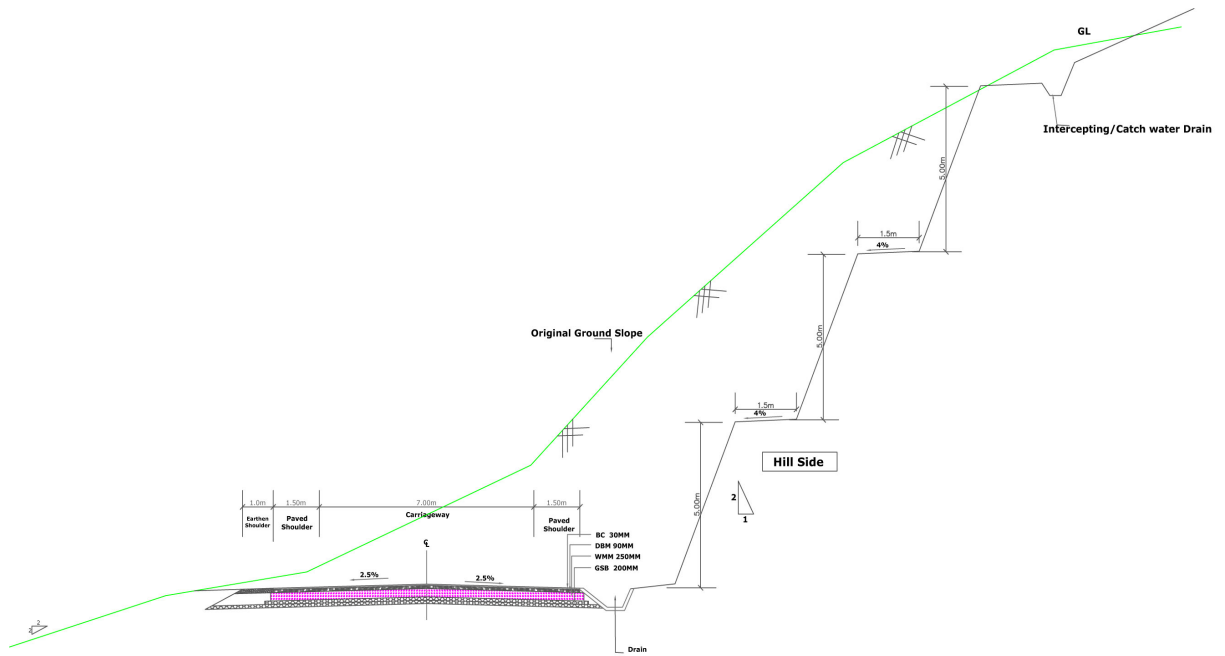 GL
Intercepting/Catch water Drain
5.00m
1.5m
4%
Original Ground Slope
5.00m
1.5m
4%
Hill Side
2
1
5.00m
1.0m
1.50m
7.00m
1.50m
Earthen
Shoulder
Paved
Shoulder
Carriageway
Paved
Shoulder
BC 30MM
DBM 90MM
WMM 250MM
GSB 200MM
℄
2.5%
2.5%
2
2
Drain